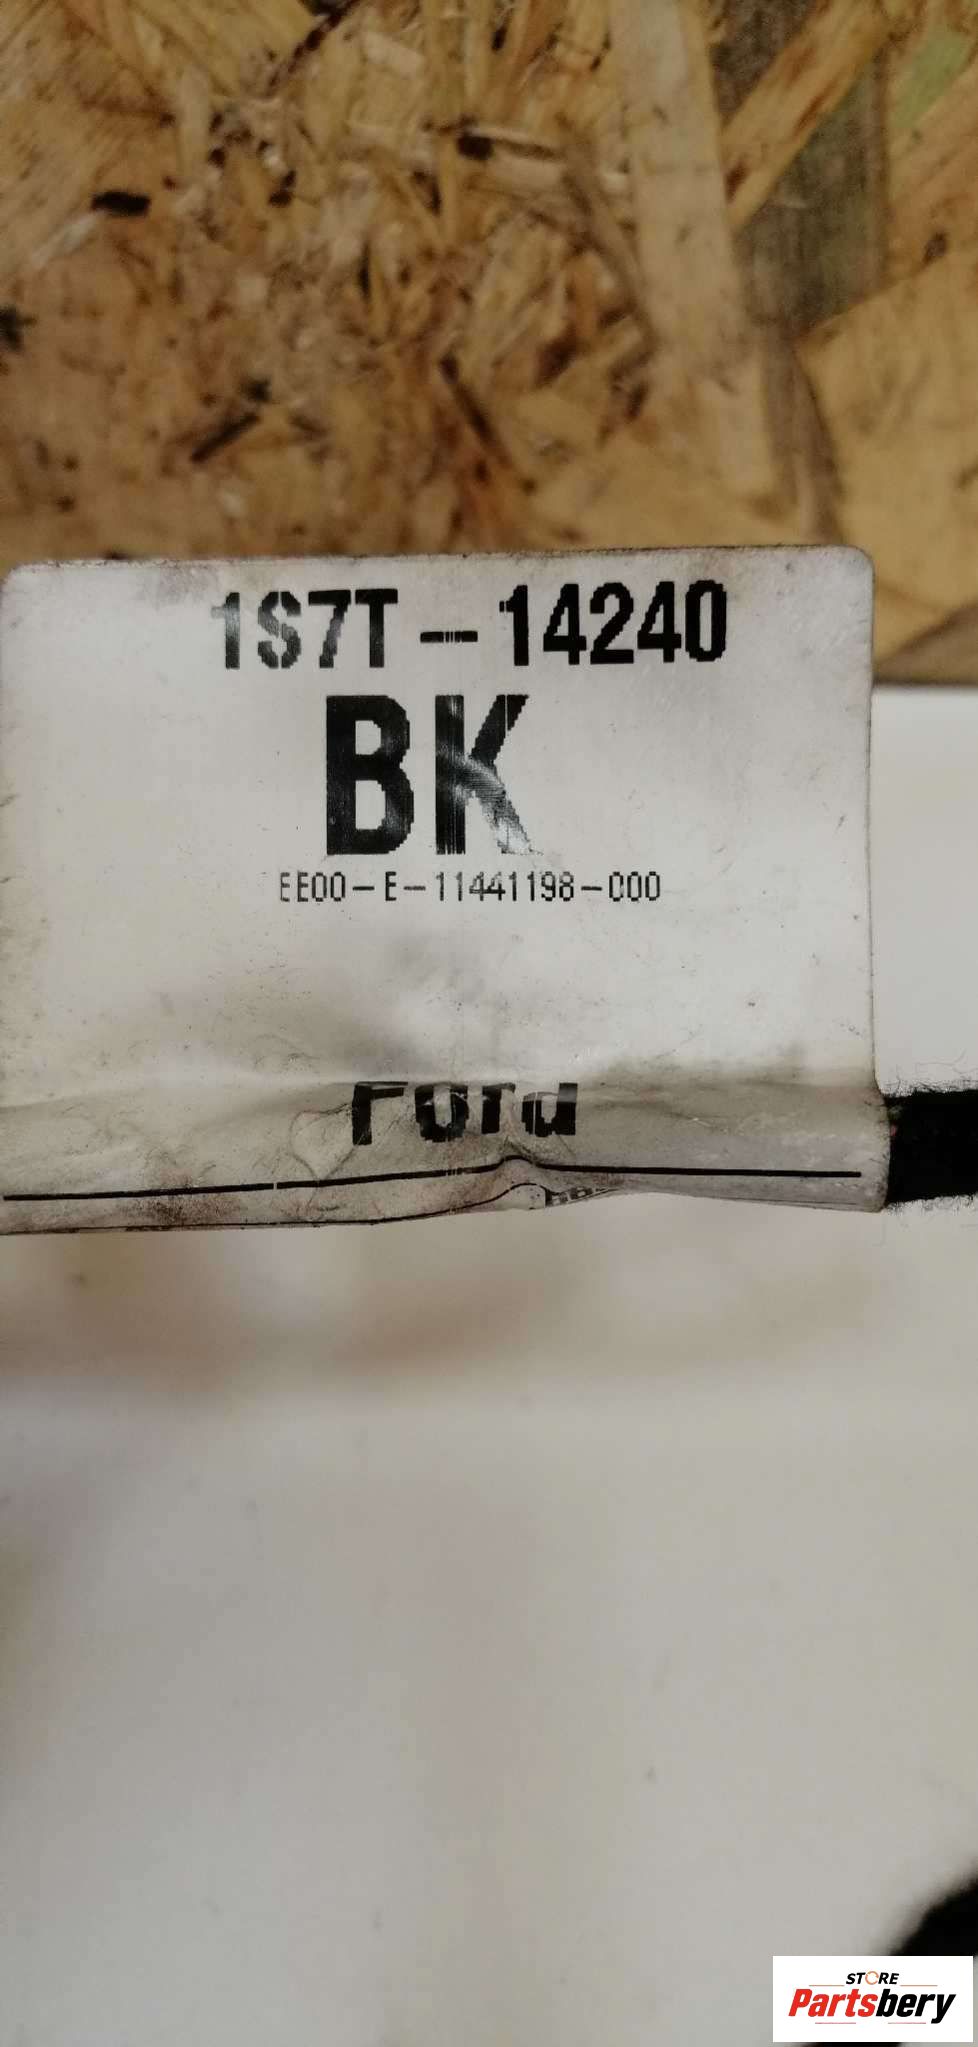 1S7T-14240
BK
EE00-E-11441198-000
Ford
STORE
Partsbery